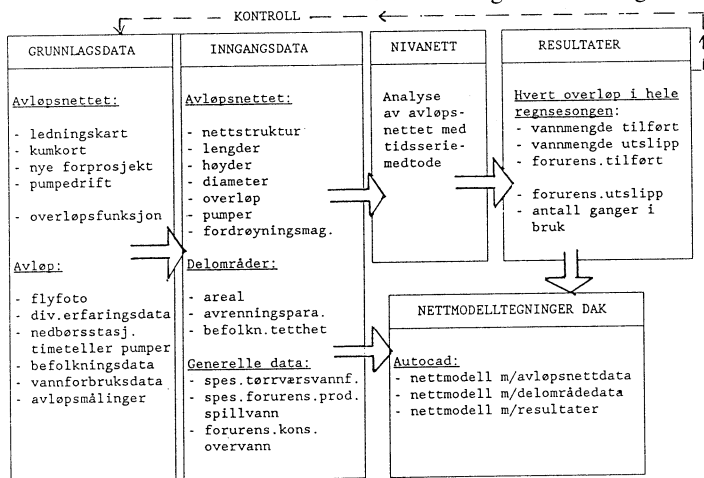 KONTROLL
GRUNNLAGSDATA
Avløpsnettet:
- ledningskart
- kumkort
- nye forprosjekt
- pumpedrift
- overløpsfunksjon
Avløp:
- flyfoto
- div.erfaringsdata
- nedbørsstasj.
timeteller pumper
- befolkningsdata
- vannforbruksdata
- avløpsmålinger
INNGANGSDATA
Avløpsnettet:
- nettstruktur
- lengder
- høyder
- diameter
- overløp
- pumper
- fordrøyningsmag.
Delområder:
- areal
- avrenningspara.
- befolkn.tetthet
Generelle data:
- spes.tørrværsvannf.
- spes.forurens.prod.
spillvann
- forurens.kons.
overvann
NIVANETT
Analyse
av avløps-
nettet med
tidsserie-
medtode
RESULTATER
Hvert overløp i hele
regnsesongen:
- vannmengde tilført
- vannmengde utslipp
- forurens.tilført
- forurens.utslipp
- antall ganger i
bruk
NETTMODELLTEGNINGER DAK
Autocad:
- nettmodell m/avløpsnettdata
- nettmodell m/delområdedata
- nettmodell m/resultater